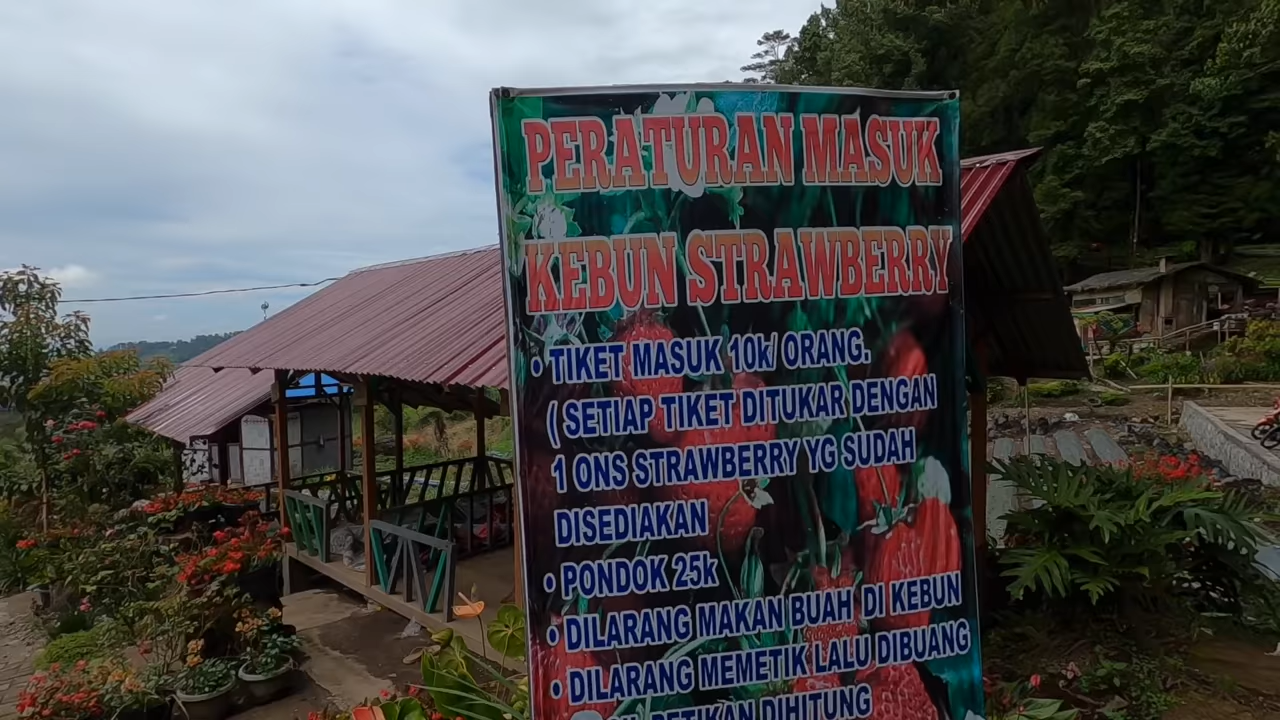 PERATURAN MASUK
KEBUN STRAWBERRY
• TIKET MASUK 10k/ ORANG.
( SETIAP TIKET DITUKAR DENGAN
1 ONS STRAWBERRY YG SUDAH
DISEDIAKAN
• PONDOK 25k
• DILARANG MAKAN BUAH DI KEBUN
• DILARANG MEMETIK LALU DIBUANG
PETIKAN DIHITUNG